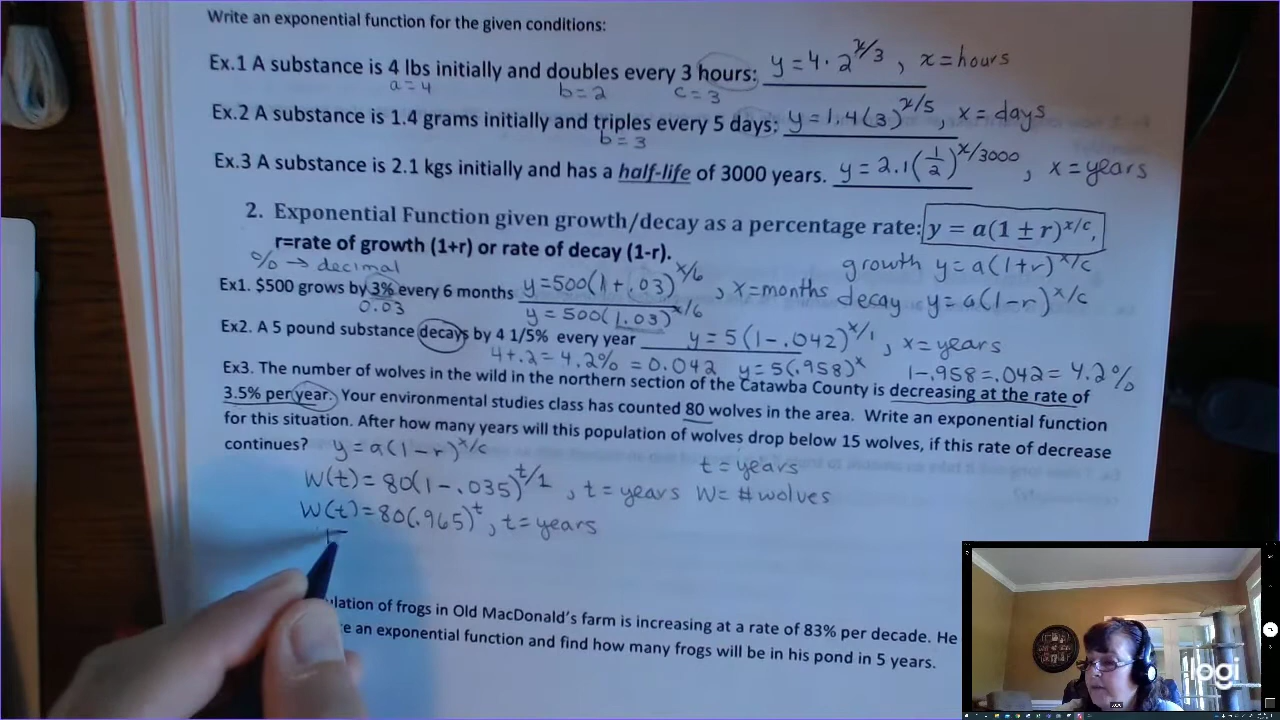 Write an exponential function for the given conditions:
Ex.1 A substance is 4 lbs initially and doubles every 3 hours: y = 4 · 2^x/3 , x = hours
a = 4 b = 2 c = 3
Ex.2 A substance is 1.4 grams initially and triples every 5 days: y = 1.4(3)^x/5, x = days
b = 3
Ex.3 A substance is 2.1 kgs initially and has a half-life of 3000 years. y = 2.1(1/2)^x/3000 , x = years
2. Exponential Function given growth/decay as a percentage rate: y = a(1 ± r)^x/c,
r=rate of growth (1+r) or rate of decay (1-r).
% → decimal growth y = a(1+r)^x/c
Ex1. $500 grows by 3% every 6 months y = 500(1 + .03)^x/6 , x = months decay y = a(1-r)^x/c
0.03 y = 500(1.03)^x/6
Ex2. A 5 pound substance decays by 4 1/5% every year y = 5(1 - .042)^x/1 , x = years
4 + .2 = 4.2% = 0.042 y = 5(.958)^x 1 - .958 = .042 = 4.2%
Ex3. The number of wolves in the wild in the northern section of the Catawba County is decreasing at the rate of
3.5% per year. Your environmental studies class has counted 80 wolves in the area. Write an exponential function
for this situation. After how many years will this population of wolves drop below 15 wolves, if this rate of decrease
continues? y = a(1-r)^x/c t = years
W(t) = 80(1 - .035)^t/1 , t = years W = # wolves
W(t) = 80(.965)^t, t = years
lation of frogs in Old MacDonald's farm is increasing at a rate of 83% per decade. He
e an exponential function and find how many frogs will be in his pond in 5 years.
logi